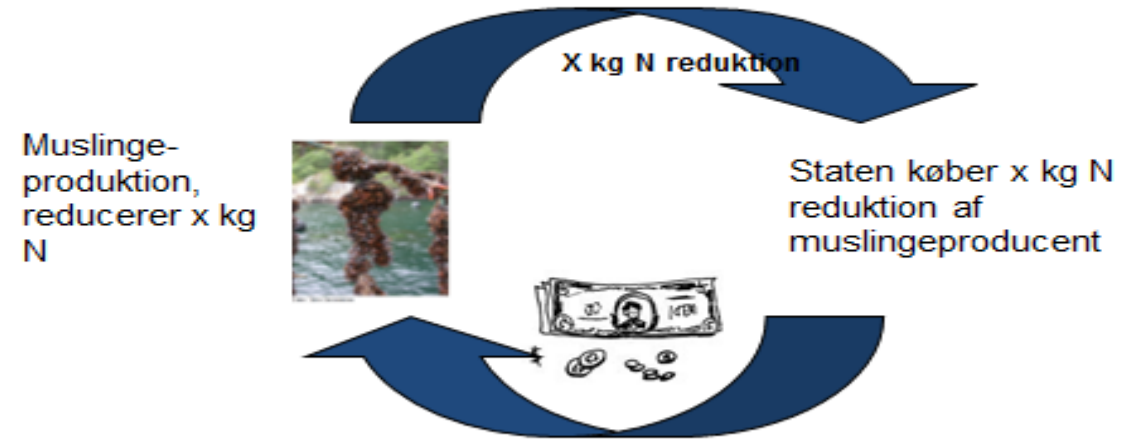 X kg N reduktion
Muslinge-
produktion,
reducerer x kg
N
Staten køber x kg N
reduktion af
muslingeproducent